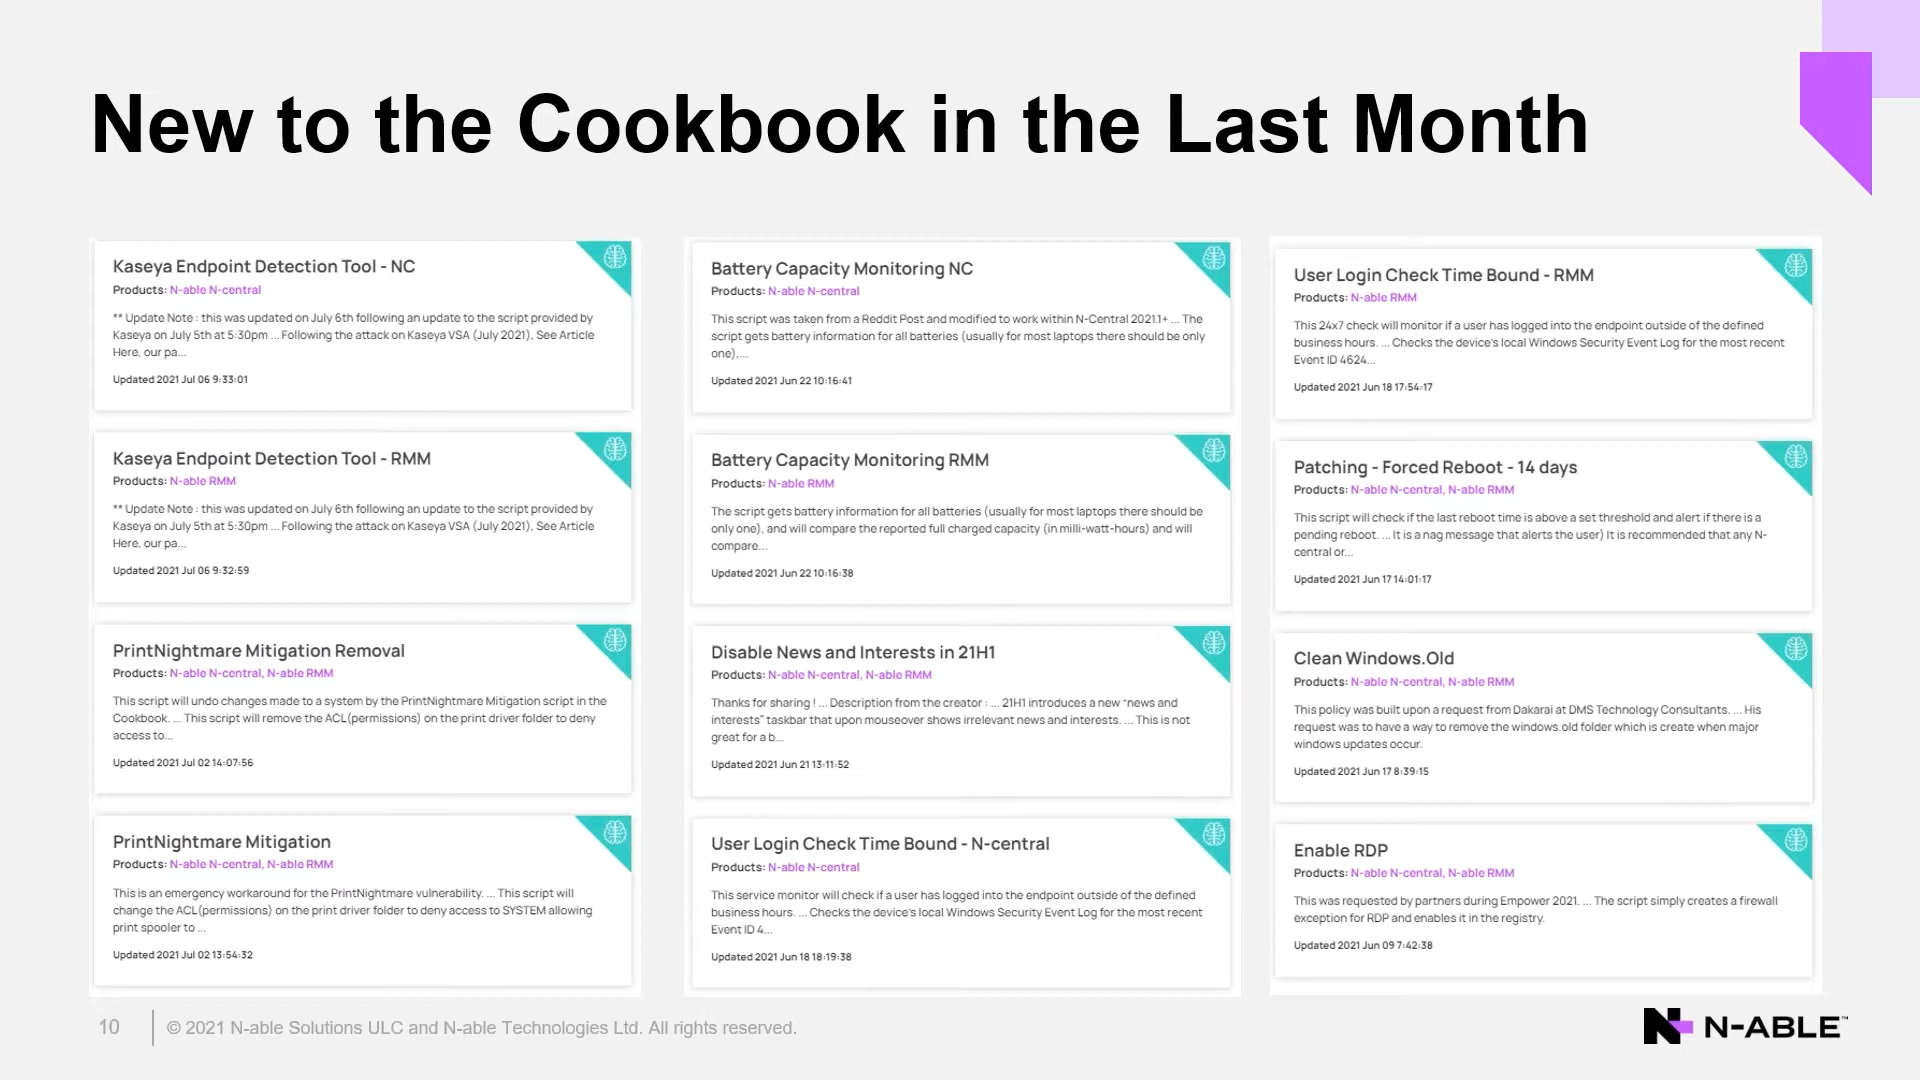 New to the Cookbook in the Last Month
Kaseya Endpoint Detection Tool - NC
Products: N-able N-central
** Update Note : this was updated on July 6th following an update to the script provided by
Kaseya on July 5th at 5:30pm ... Following the attack on Kaseya VSA (July 2021), See Article
Here, our pa...
Updated 2021 Jul 06 9:33:01
Kaseya Endpoint Detection Tool - RMM
Products: N-able RMM
** Update Note : this was updated on July 6th following an update to the script provided by
Kaseya on July 5th at 5:30pm ... Following the attack on Kaseya VSA (July 2021), See Article
Here, our pa...
Updated 2021 Jul 06 9:32:59
PrintNightmare Mitigation Removal
Products: N-able N-central, N-able RMM
This script will undo changes made to a system by the PrintNightmare Mitigation script in the
Cookbook. ... This script will remove the ACL(permissions) on the print driver folder to deny
access to...
Updated 2021 Jul 02 14:07:56
PrintNightmare Mitigation
Products: N-able N-central, N-able RMM
This is an emergency workaround for the PrintNightmare vulnerability. ... This script will
change the ACL(permissions) on the print driver folder to deny access to SYSTEM allowing
print spooler to ...
Updated 2021 Jul 02 13:54:32
Battery Capacity Monitoring NC
Products: N-able N-central
This script was taken from a Reddit Post and modified to work within N-Central 2021.1+ ... The
script gets battery information for all batteries (usually for most laptops there should be only
one),...
Updated 2021 Jun 22 10:16:41
Battery Capacity Monitoring RMM
Products: N-able RMM
The script gets battery information for all batteries (usually for most laptops there should be
only one), and will compare the reported full charged capacity (in milli-watt-hours) and will
compare...
Updated 2021 Jun 22 10:16:38
Disable News and Interests in 21H1
Products: N-able N-central, N-able RMM
Thanks for sharing ! ... Description from the creator : ... 21H1 introduces a new “news and
interests” taskbar that upon mouseover shows irrelevant news and interests. ... This is not
great for a b...
Updated 2021 Jun 21 13:11:52
User Login Check Time Bound - N-central
Products: N-able N-central
This service monitor will check if a user has logged into the endpoint outside of the defined
business hours. ... Checks the device's local Windows Security Event Log for the most recent
Event ID 4...
Updated 2021 Jun 18 18:19:38
User Login Check Time Bound - RMM
Products: N-able RMM
This 24x7 check will monitor if a user has logged into the endpoint outside of the defined
business hours. ... Checks the device's local Windows Security Event Log for the most recent
Event ID 4624...
Updated 2021 Jun 18 17:54:17
Patching - Forced Reboot - 14 days
Products: N-able N-central, N-able RMM
This script will check if the last reboot time is above a set threshold and alert if there is a
pending reboot. ... It is a nag message that alerts the user) It is recommended that any N-
central or...
Updated 2021 Jun 17 14:01:17
Clean Windows.Old
Products: N-able N-central, N-able RMM
This policy was built upon a request from Dakarai at DMS Technology Consultants. ... His
request was to have a way to remove the windows.old folder which is create when major
windows updates occur.
Updated 2021 Jun 17 8:39:15
Enable RDP
Products: N-able N-central, N-able RMM
This was requested by partners during Empower 2021. ... The script simply creates a firewall
exception for RDP and enables it in the registry.
Updated 2021 Jun 09 7:42:38
10
© 2021 N-able Solutions ULC and N-able Technologies Ltd. All rights reserved.
N-ABLE™